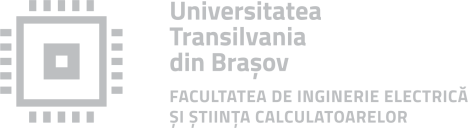 Universitatea
Transilvania
din Brașov
FACULTATEA DE INGINERIE ELECTRICĂ
ȘI ȘTIINȚA CALCULATOARELOR